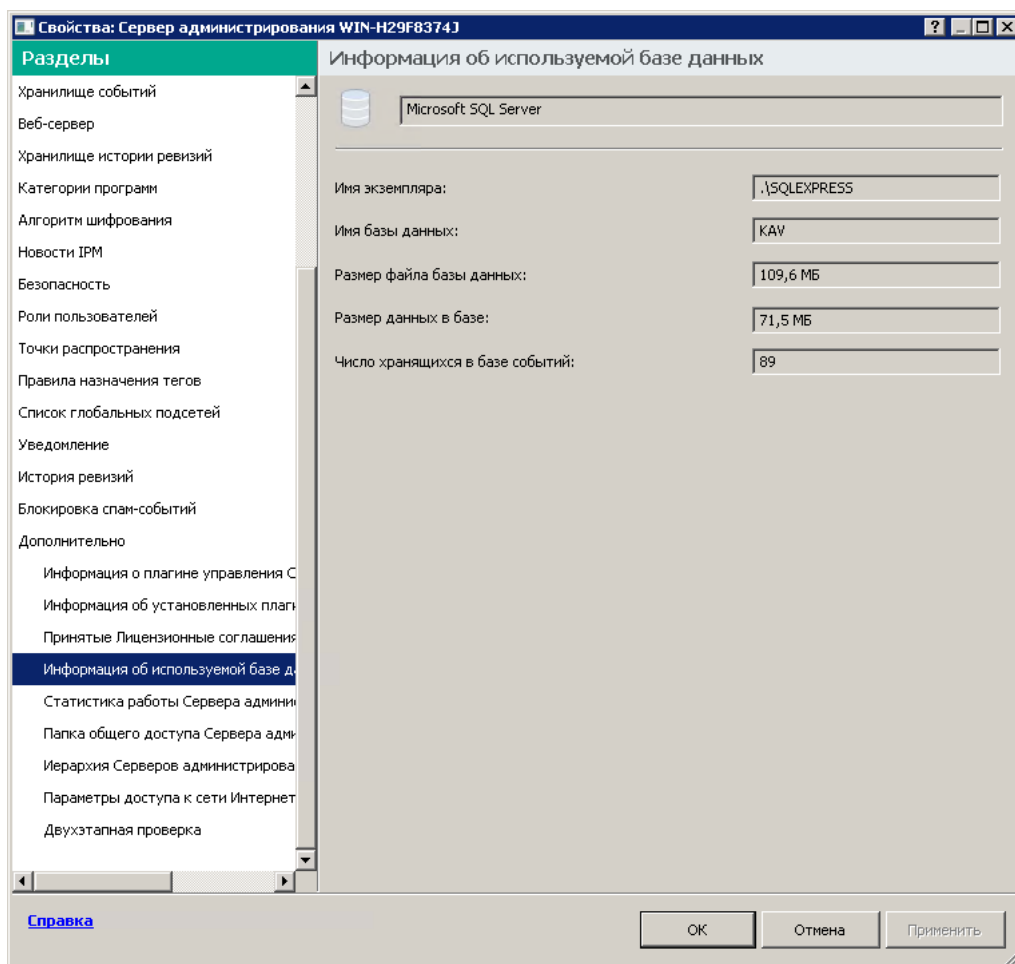 Свойства: Сервер администрирования WIN-H29F8374J
Разделы
Хранилище событий
Веб-сервер
Хранилище истории ревизий
Категории программ
Алгоритм шифрования
Новости IPM
Безопасность
Роли пользователей
Точки распространения
Правила назначения тегов
Список глобальных подсетей
Уведомление
История ревизий
Блокировка спам-событий
Дополнительно
Информация о плагине управления С
Информация об установленных плаги
Принятые Лицензионные соглашения
Информация об используемой базе да
Статистика работы Сервера админи
Папка общего доступа Сервера адми
Иерархия Серверов администрирова
Параметры доступа к сети Интернет
Двухэтапная проверка
Информация об используемой базе данных
Microsoft SQL Server
Имя экземпляра: .\SQLEXPRESS
Имя базы данных: KAV
Размер файла базы данных: 109,6 МБ
Размер данных в базе: 71,5 МБ
Число хранящихся в базе событий: 89
Справка
ОК
Отмена
Применить